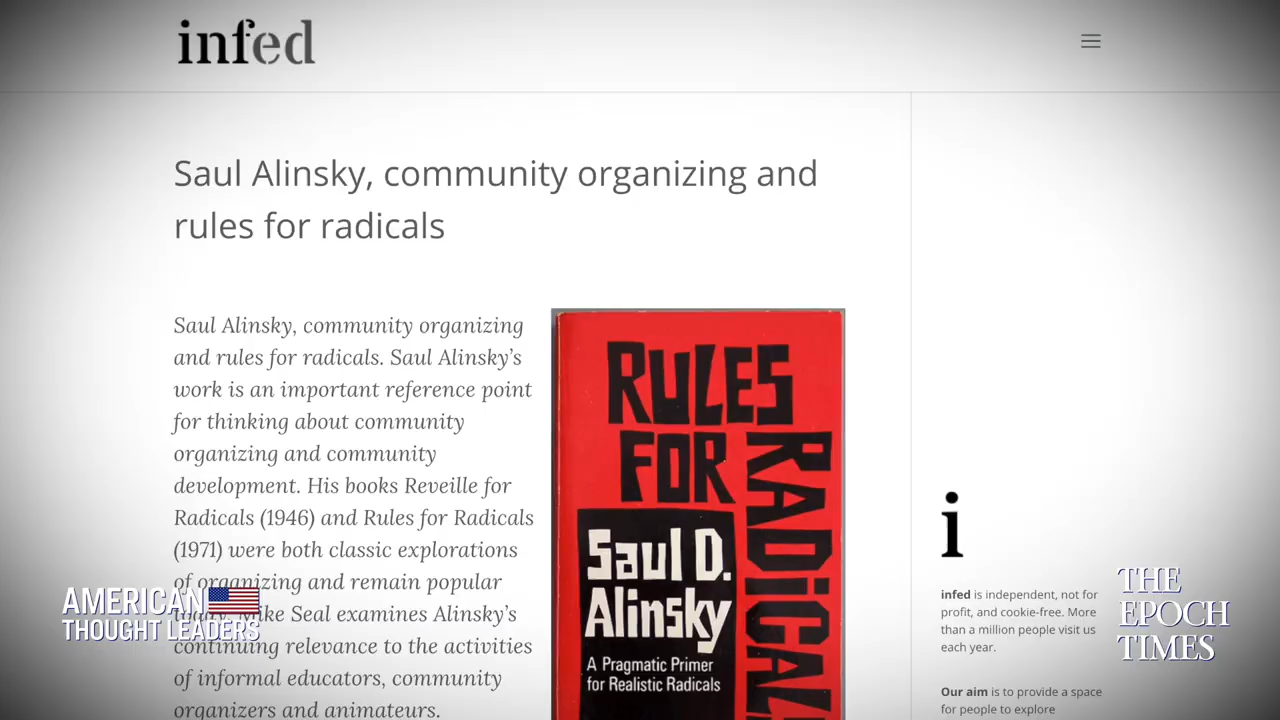 infed
Saul Alinsky, community organizing and
rules for radicals
Saul Alinsky, community organizing
and rules for radicals. Saul Alinsky's
work is an important reference point
for thinking about community
organizing and community
development. His books Reveille for
Radicals (1946) and Rules for Radicals
(1971) were both classic explorations
of organizing and remain popular
today. Mike Seal examines Alinsky's
continuing relevance to the activities
of informal educators, community
organizers and animateurs.
RULES
FOR
RADICALS
Saul D.
Alinsky
A Pragmatic Primer
for Realistic Radicals
i
infed is independent, not for
profit, and cookie-free. More
than a million people visit us
each year.
Our aim is to provide a space
for people to explore
AMERICAN
THOUGHT LEADERS
THE
EPOCH
TIMES